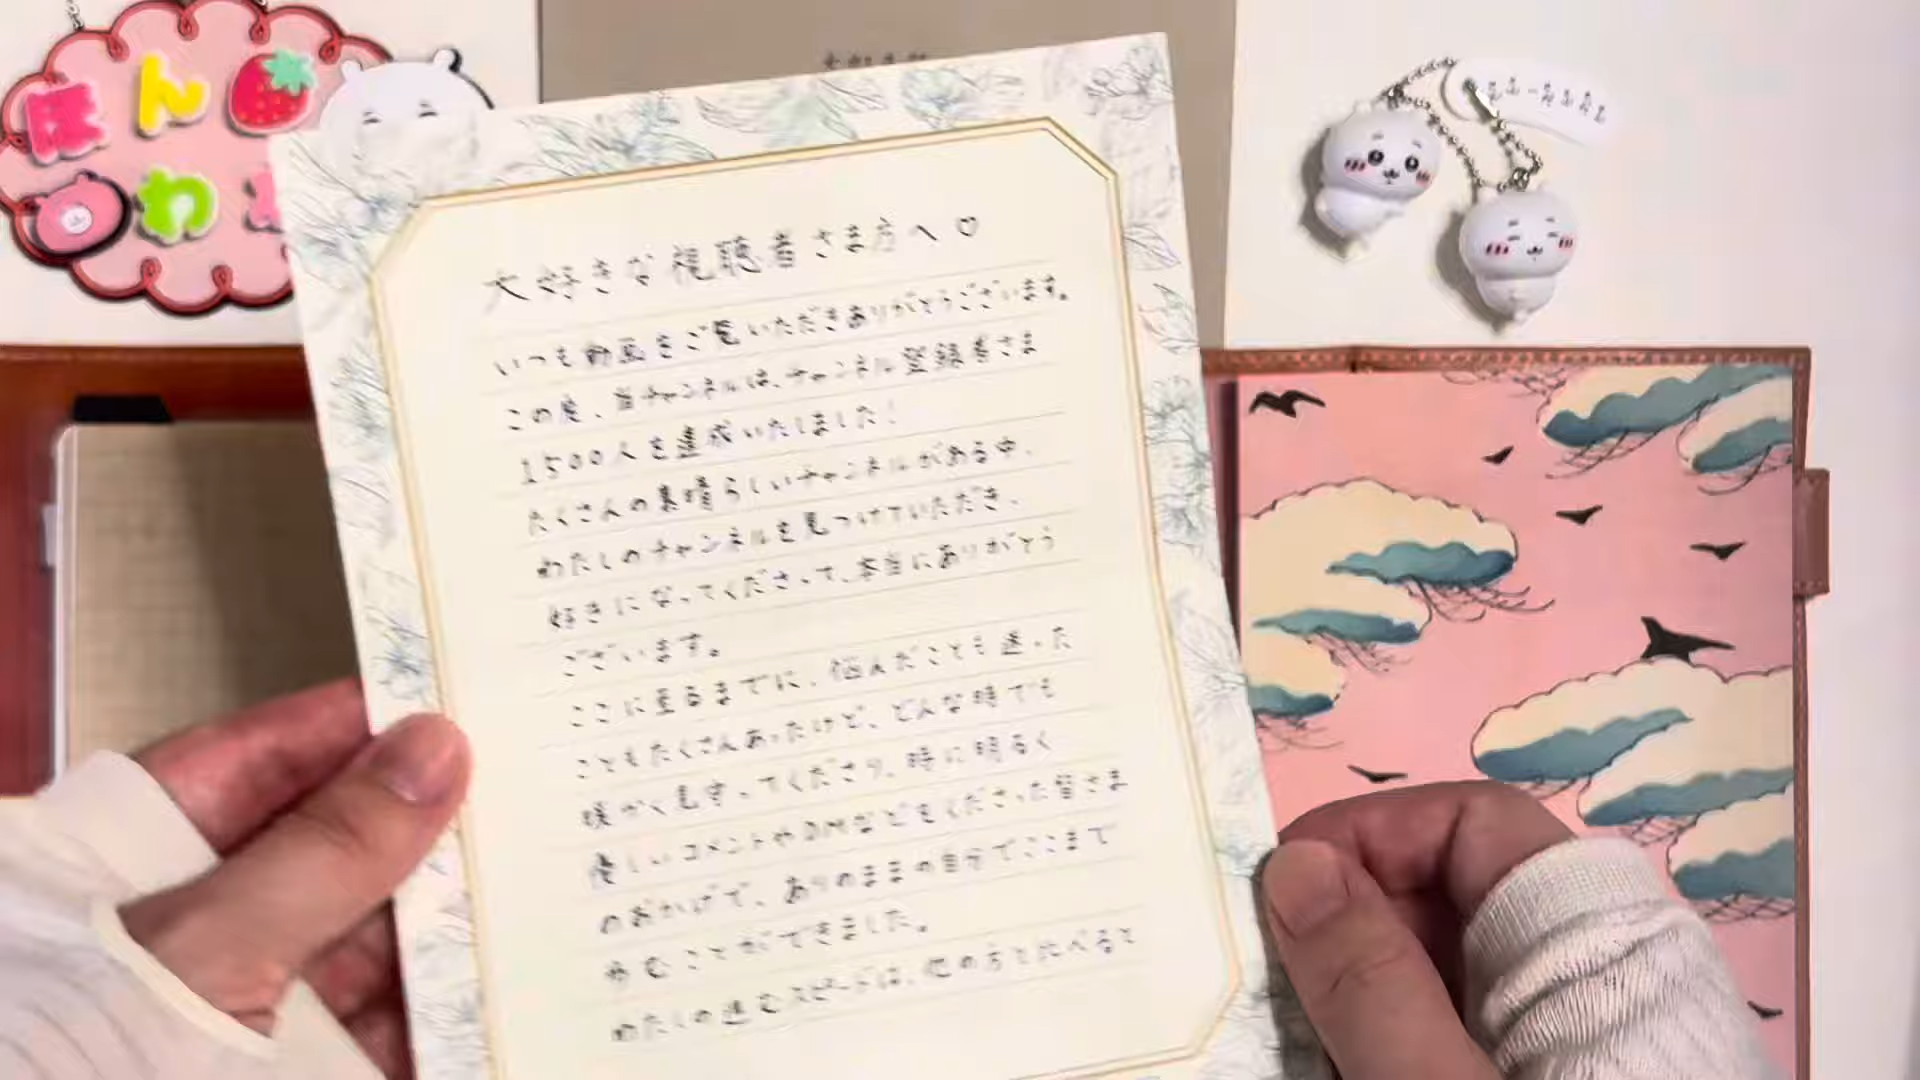 ほん
わ
大好きな視聴者さま方へ♡
いつも動画をご覧いただきありがとうございます。
この度、当チャンネルは、チャンネル登録者さま
1500人を達成いたしました！
たくさんの素晴らしいチャンネルがある中、
わたしのチャンネルを見つけていただき、
好きになってくださって、本当にありがとう
ございます。
ここに至るまでに、悩んだことも迷った
こともたくさんあったけど、どんな時でも
暖かく見守ってくださり、時に明るく
優しいコメントやDMなどをくださった皆さま
のおかげで、ありのままの自分でここまで
歩むことができました。
わたしの進むスピードは、他の方と比べると